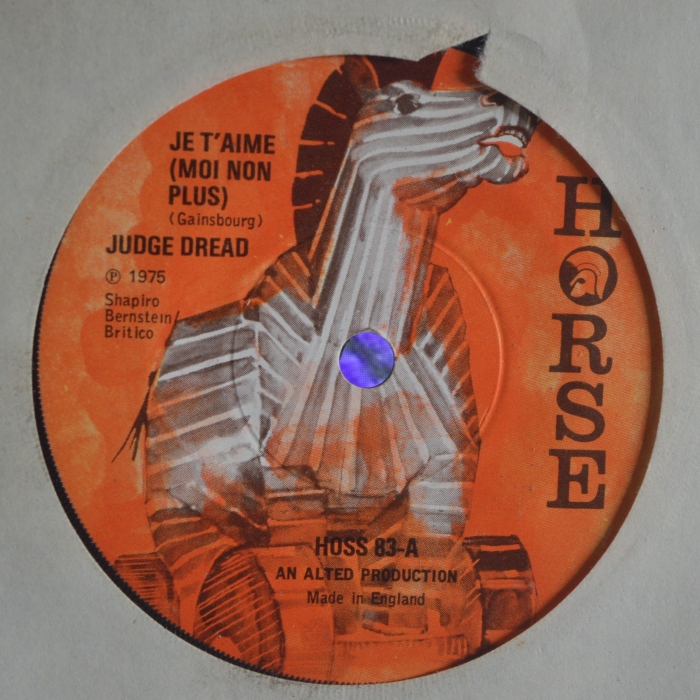 JE T'AIME
(MOI NON
PLUS)
(Gainsbourg)
JUDGE DREAD
℗ 1975
Shapiro
Bernstein/
Britico
HORSE
HOSS 83-A
AN ALTED PRODUCTION
Made in England